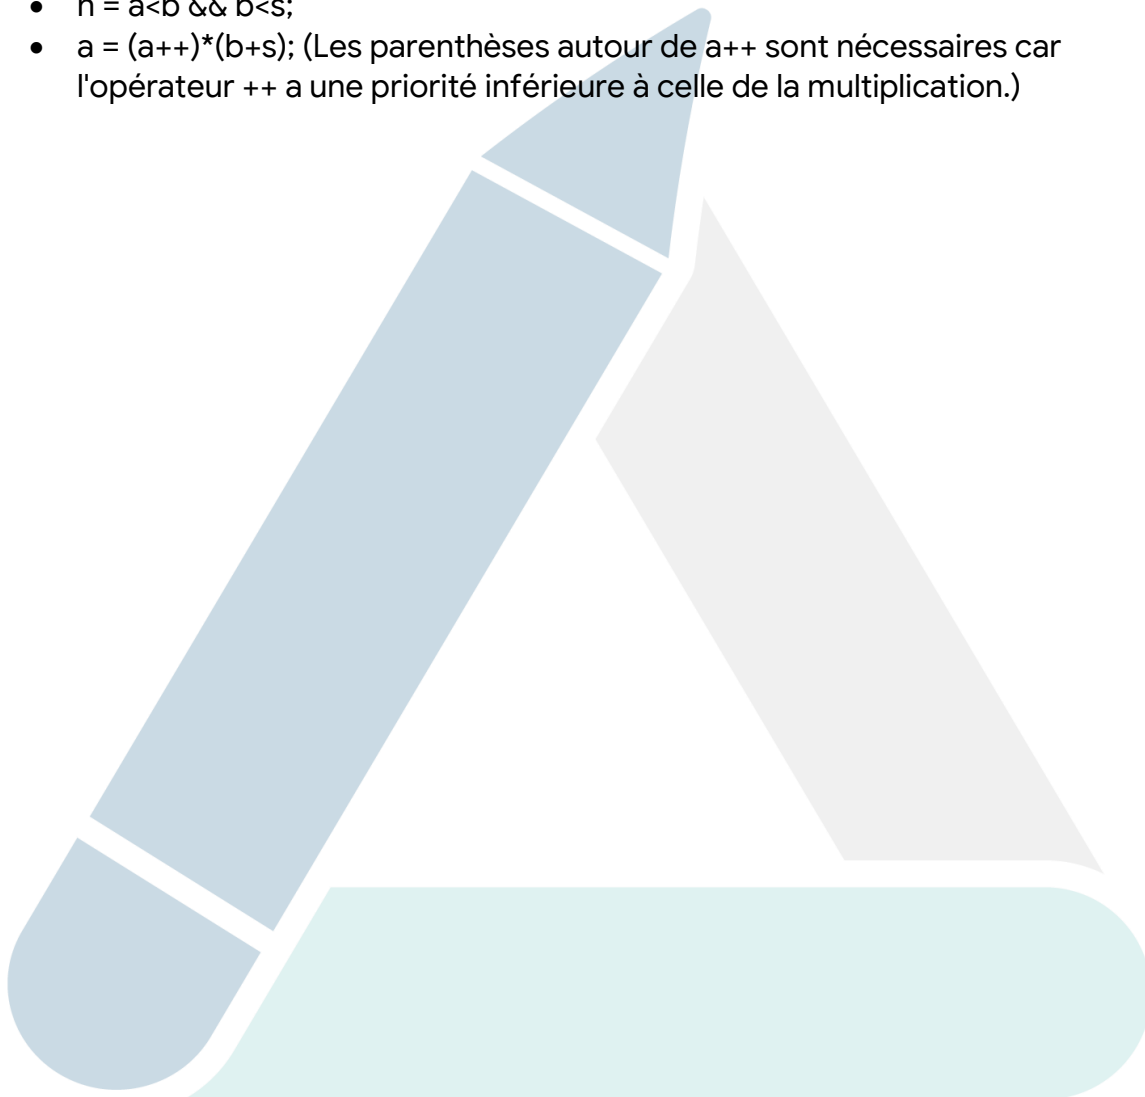 • n = a<b && b<s;
• a = (a++)*(b+s); (Les parenthèses autour de a++ sont nécessaires car
l'opérateur ++ a une priorité inférieure à celle de la multiplication.)